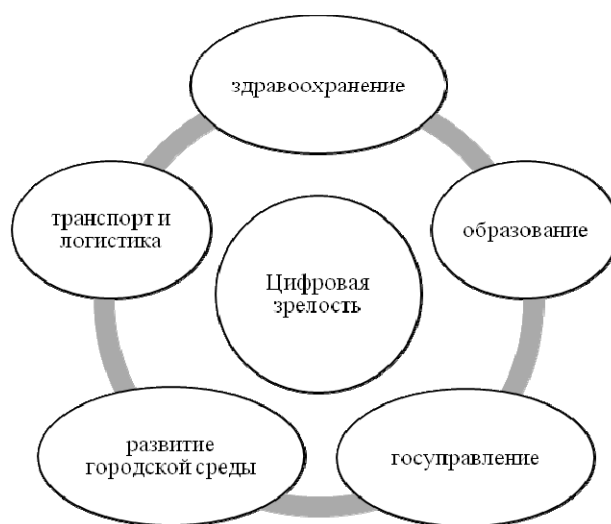 здравоохранение
транспорт и
логистика
образование
Цифровая
зрелость
развитие
городской среды
госуправление